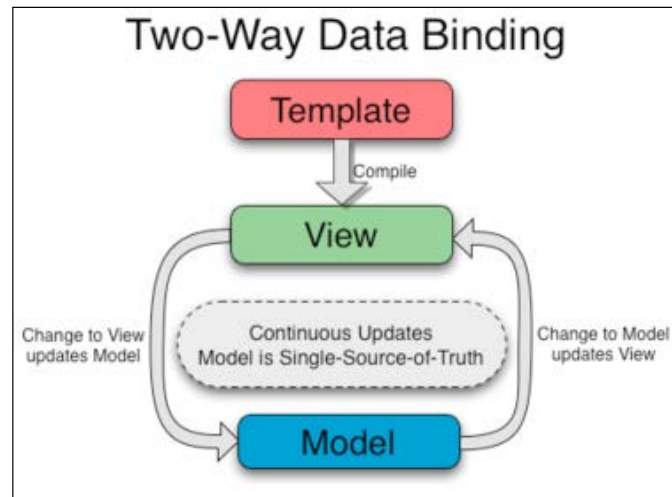 Two-Way Data Binding
Template
Compile
View
Change to View
updates Model
Continuous Updates
Model is Single-Source-of-Truth
Change to Model
updates View
Model